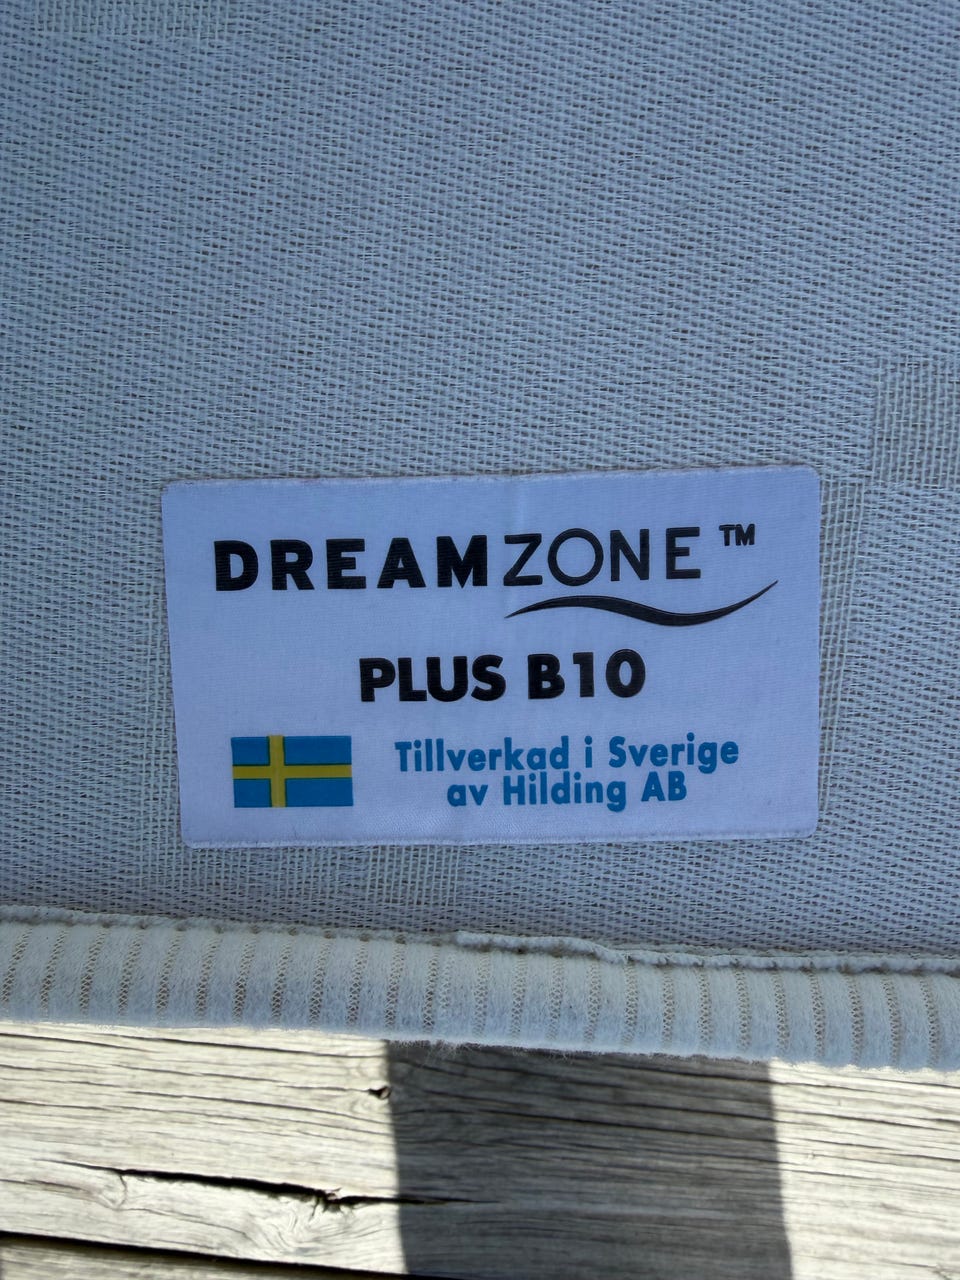 DREAMZONE™
PLUS B10
Tillverkad i Sverige
av Hilding AB